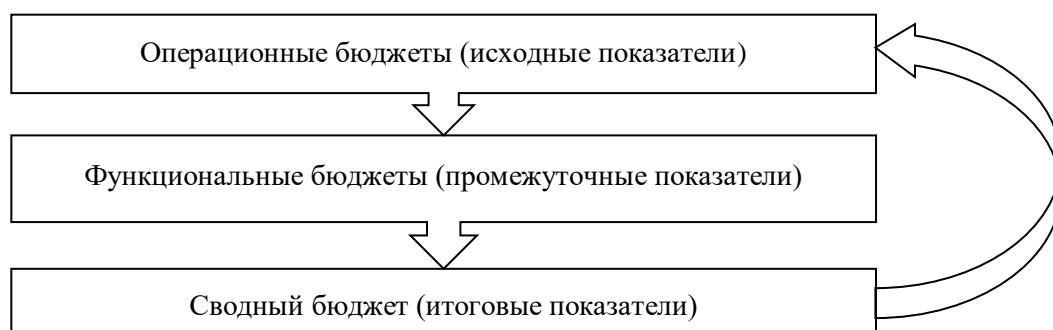 Операционные бюджеты (исходные показатели)
Функциональные бюджеты (промежуточные показатели)
Сводный бюджет (итоговые показатели)